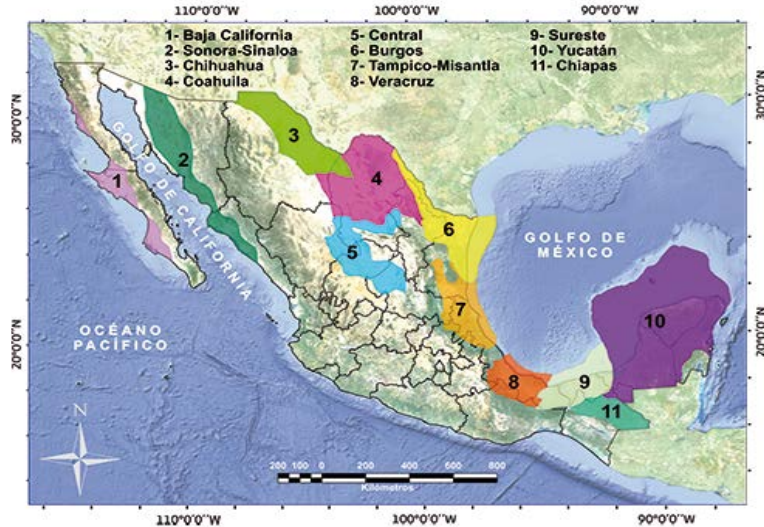 110°0'0"W
100°0'0"W
90°0'0"W
1- Baja California
2- Sonora-Sinaloa
3- Chihuahua
4- Coahuila
5- Central
6- Burgos
7- Tampico-Misantla
8- Veracruz
9- Sureste
10- Yucatán
11- Chiapas
30°0'0"N
30°0'0"N
20°0'0"N
20°0'0"N
GOLFO DE CALIFORNIA
GOLFO DE
MÉXICO
OCÉANO
PACÍFICO
1
2
3
4
5
6
7
8
9
10
11
N
200 100 0 200 400 600 800
Kilómetros
110°0'0"W
100°0'0"W
90°0'0"W